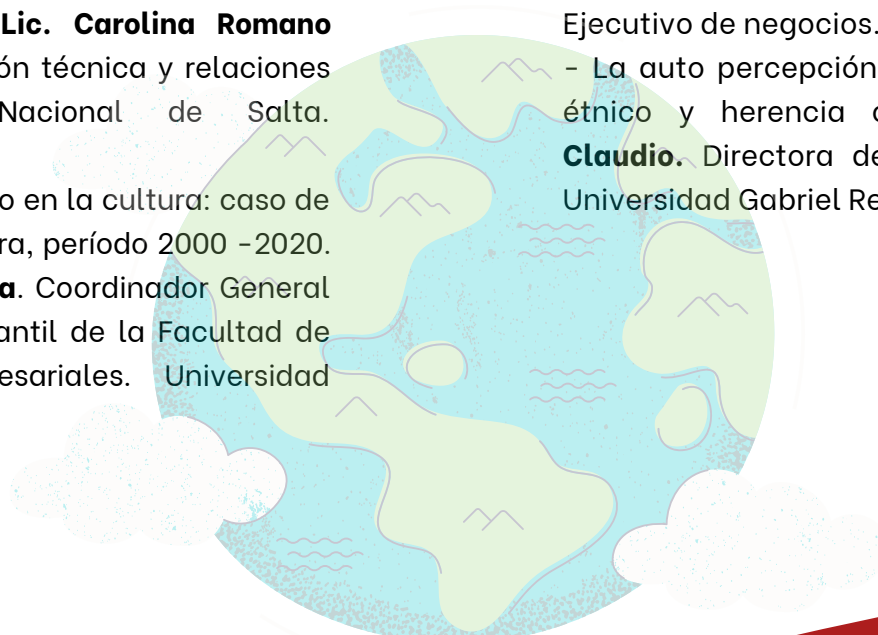 Lic. Carolina Romano
ón técnica y relaciones
Nacional de Salta.
o en la cultura: caso de
ra, período 2000 -2020.
a. Coordinador General
antil de la Facultad de
esariales. Universidad
Ejecutivo de negocios.
- La auto percepción
étnico y herencia
Claudio. Directora de
Universidad Gabriel Re